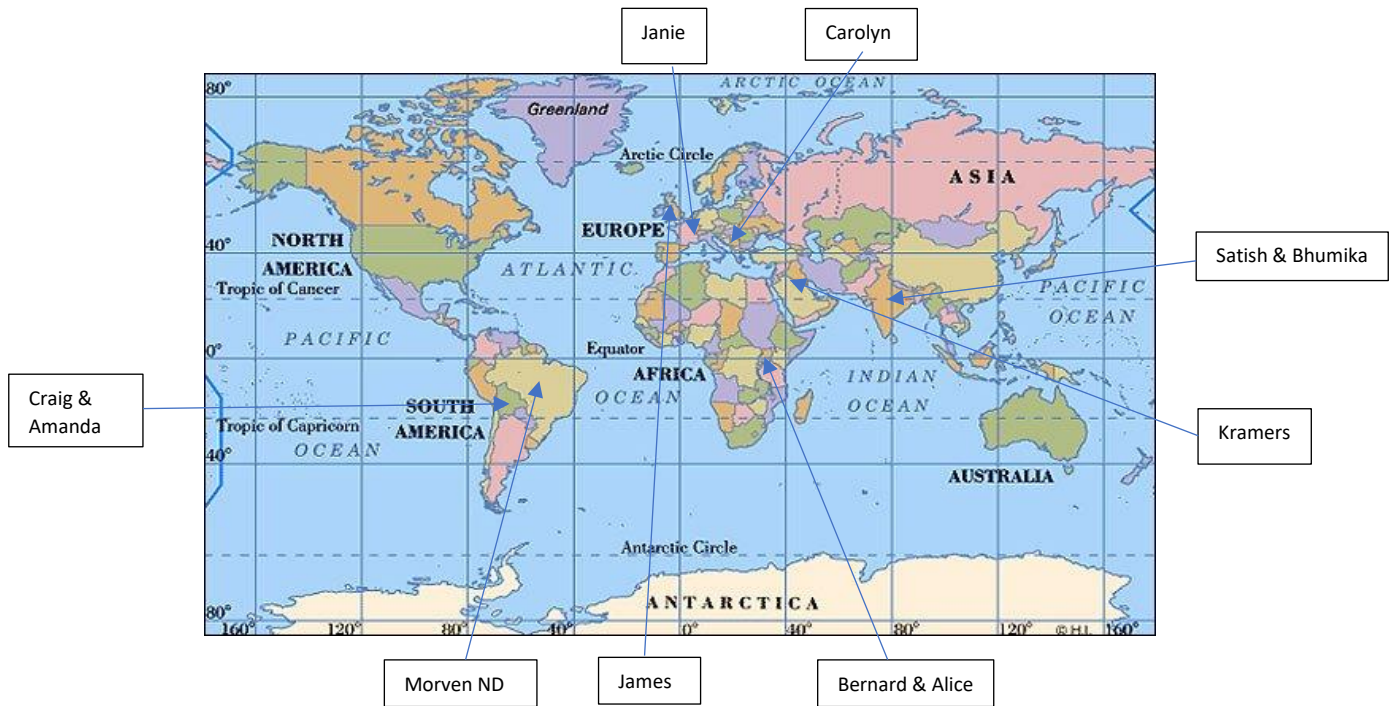 Janie
Carolyn
80°
ARCTIC OCEAN
Greenland
Arctic Circle
ASIA
EUROPE
NORTH
AMERICA
40°
ATLANTIC
Satish & Bhumika
Tropic of Cancer
PACIFIC
OCEAN
PACIFIC
0°
Equator
AFRICA
OCEAN
INDIAN
OCEAN
Craig &
Amanda
SOUTH
AMERICA
Tropic of Capricorn
OCEAN
40°
AUSTRALIA
Kramers
Antarctic Circle
ANTARCTICA
80°
160° 120° 80° 40° 0° 40° 80° 120° © H.I. 160°
Morven ND
James
Bernard & Alice